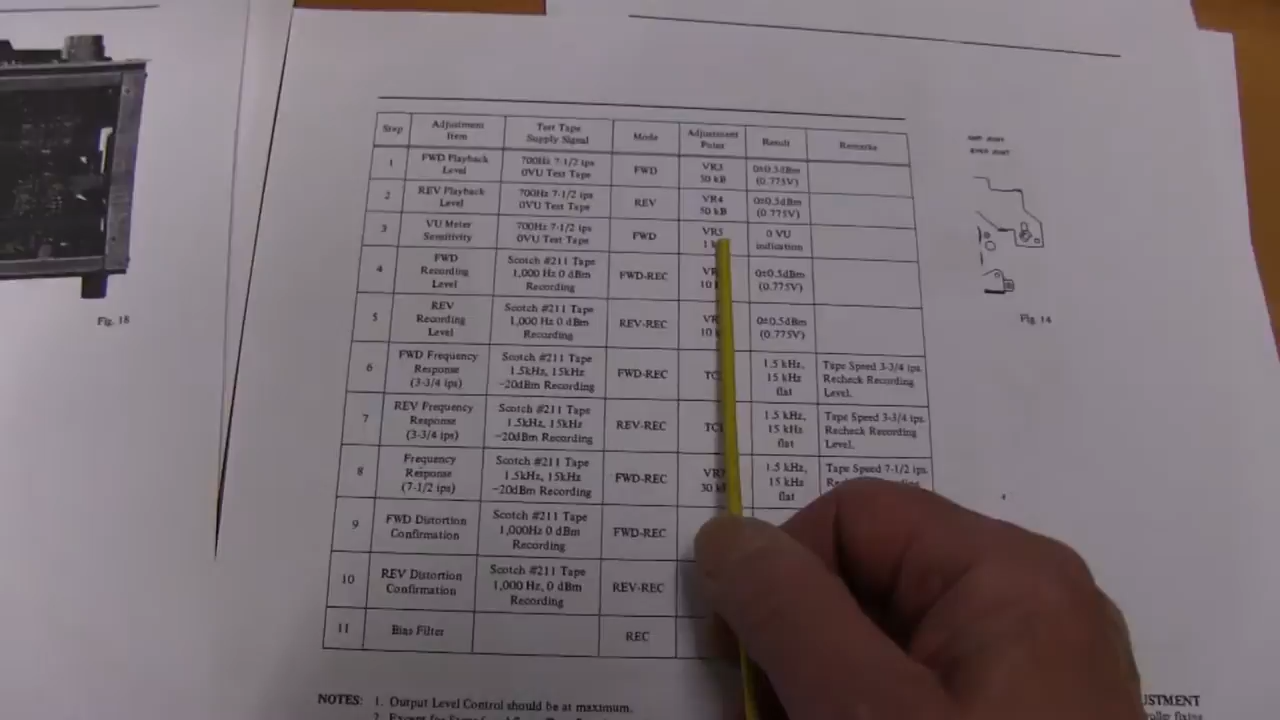 Step
Adjustment
Item
Test Tape
Supply Signal
Mode
Adjustment
Point
Result
Remarks
1
FWD Playback
Level
700Hz 7-1/2 ips
0VU Test Tape
FWD
VR3
50 kB
0±0.5dBm
(0.775V)
2
REV Playback
Level
700Hz 7-1/2 ips
0VU Test Tape
REV
VR4
50 kB
0±0.5dBm
(0.775V)
3
VU Meter
Sensitivity
700Hz 7-1/2 ips
0VU Test Tape
FWD
VR5
1
0 VU
indication
4
FWD
Recording
Level
Scotch #211 Tape
1,000 Hz 0 dBm
Recording
FWD-REC
VR
10
0±0.5dBm
(0.775V)
5
REV
Recording
Level
Scotch #211 Tape
1,000 Hz 0 dBm
Recording
REV-REC
VR
10
0±0.5dBm
(0.775V)
6
FWD Frequency
Response
(3-3/4 ips)
Scotch #211 Tape
1.5kHz, 15kHz
-20dBm Recording
FWD-REC
TC
1.5 kHz,
15 kHz
flat
Tape Speed 3-3/4 ips.
Recheck Recording
Level.
7
REV Frequency
Response
(3-3/4 ips)
Scotch #211 Tape
1.5kHz, 15kHz
-20dBm Recording
REV-REC
TC
1.5 kHz,
15 kHz
flat
Tape Speed 3-3/4 ips.
Recheck Recording
Level.
8
Frequency
Response
(7-1/2 ips)
Scotch #211 Tape
1.5kHz, 15kHz
-20dBm Recording
FWD-REC
VR
30
1.5 kHz,
15 kHz
flat
Tape Speed 7-1/2 ips.
9
FWD Distortion
Confirmation
Scotch #211 Tape
1,000Hz 0 dBm
Recording
FWD-REC
10
REV Distortion
Confirmation
Scotch #211 Tape
1,000 Hz, 0 dBm
Recording
REV-REC
11
Bias Filter
REC
NOTES: 1. Output Level Control should be at maximum.
2. Except for
Fig. 18
Fig. 14